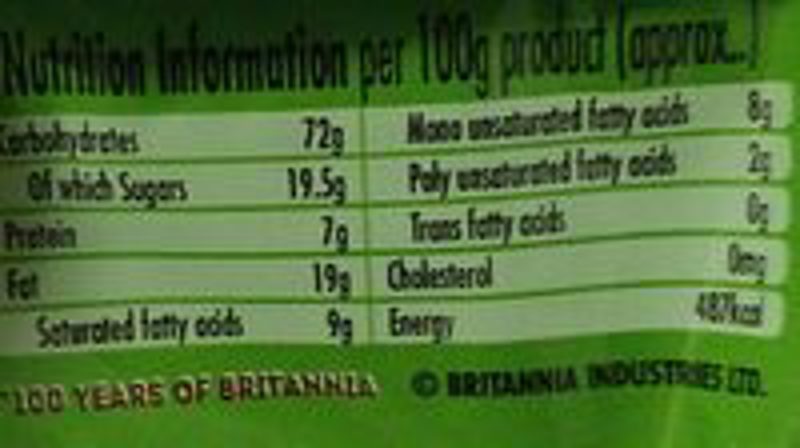 Nutrition Information per 100g product (approx..)
Carbohydrates 72g
Of which Sugars 19.5g
Protein 7g
Fat 19g
Saturated fatty acids 9g
Mono unsaturated fatty acids 8g
Poly unsaturated fatty acids 2g
Trans fatty acids 0g
Cholesterol 0mg
Energy 487kcal
*100 YEARS OF BRITANNIA
© BRITANNIA INDUSTRIES LTD.